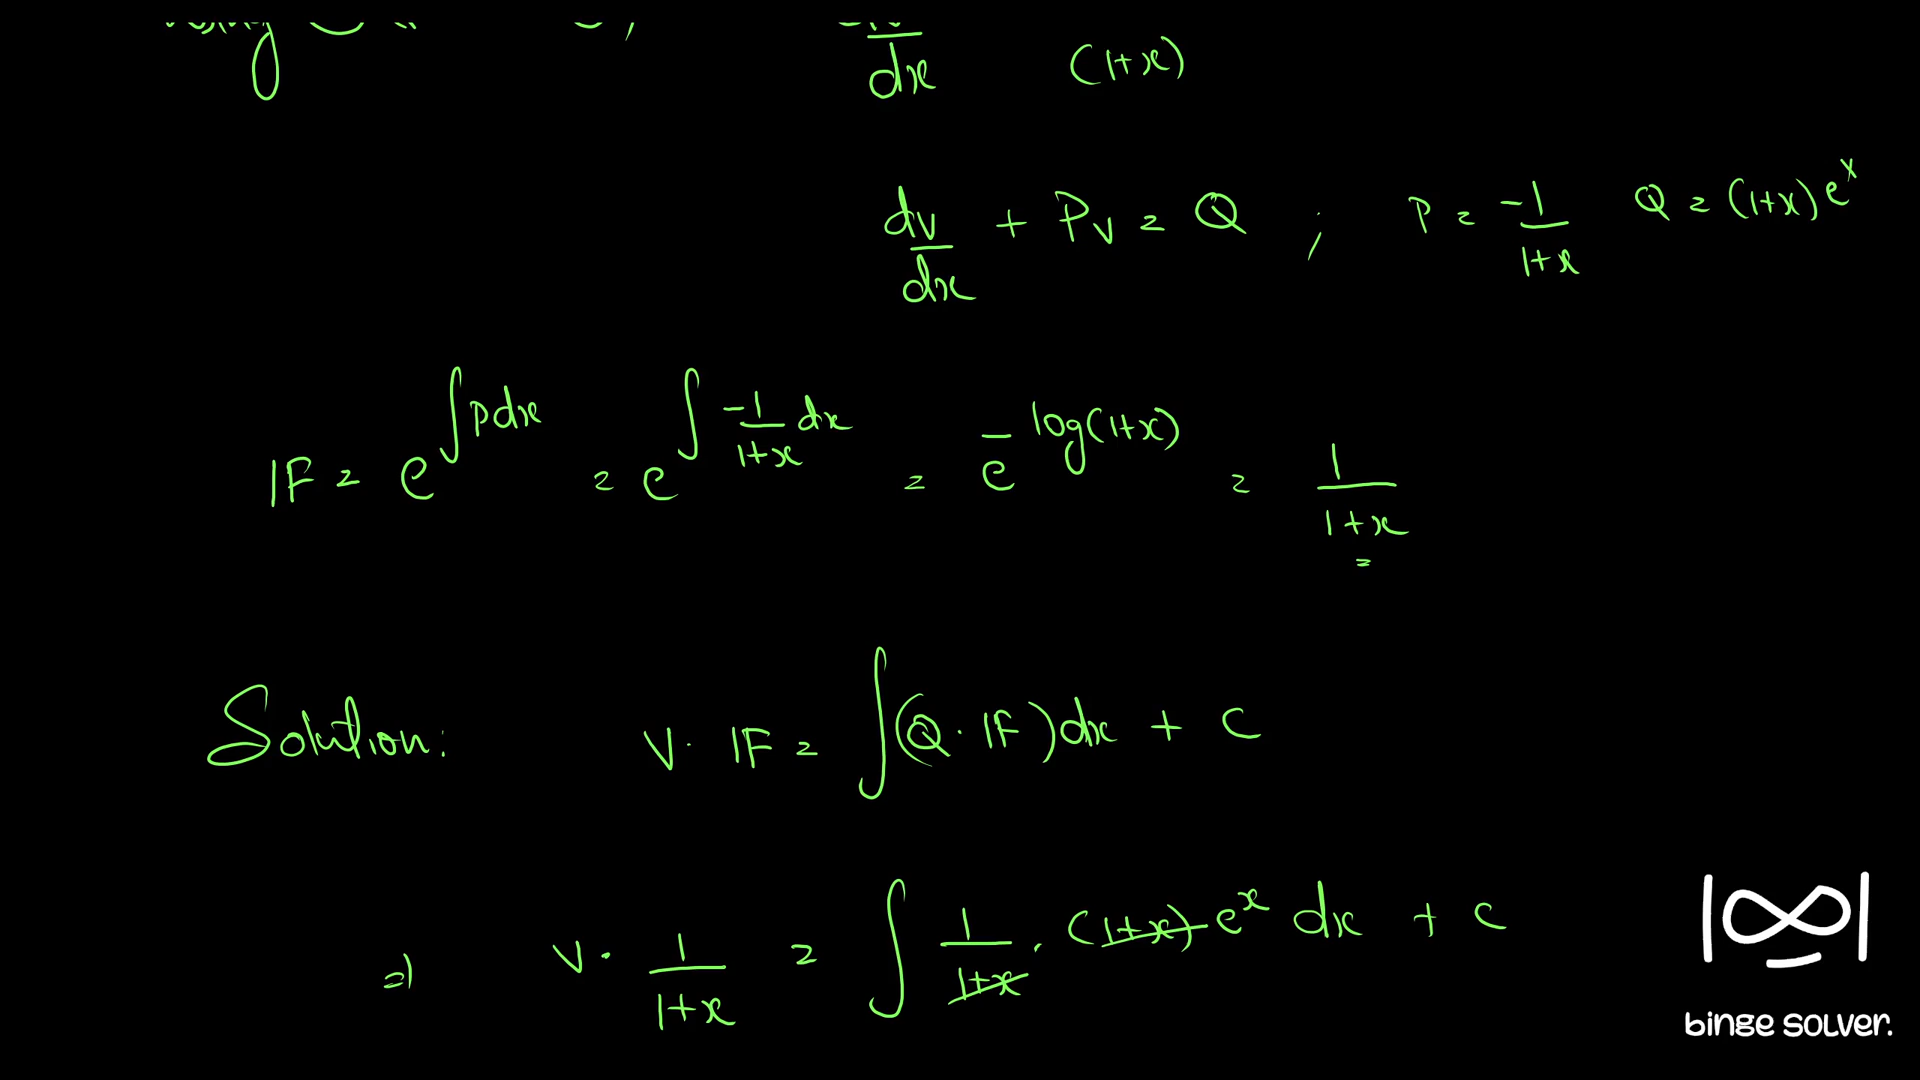 dx (1+x)
dv/dx + Pv = Q ; P = -1/1+x Q = (1+x) e^x
IF = e^∫Pdx = e^∫ -1/1+x dx = e^- log(1+x) = 1/1+x
Solution: V· IF = ∫(Q · IF)dx + c
⇒ V · 1/1+x = ∫ 1/1+x · (1+x) e^x dx + c
binge solver.